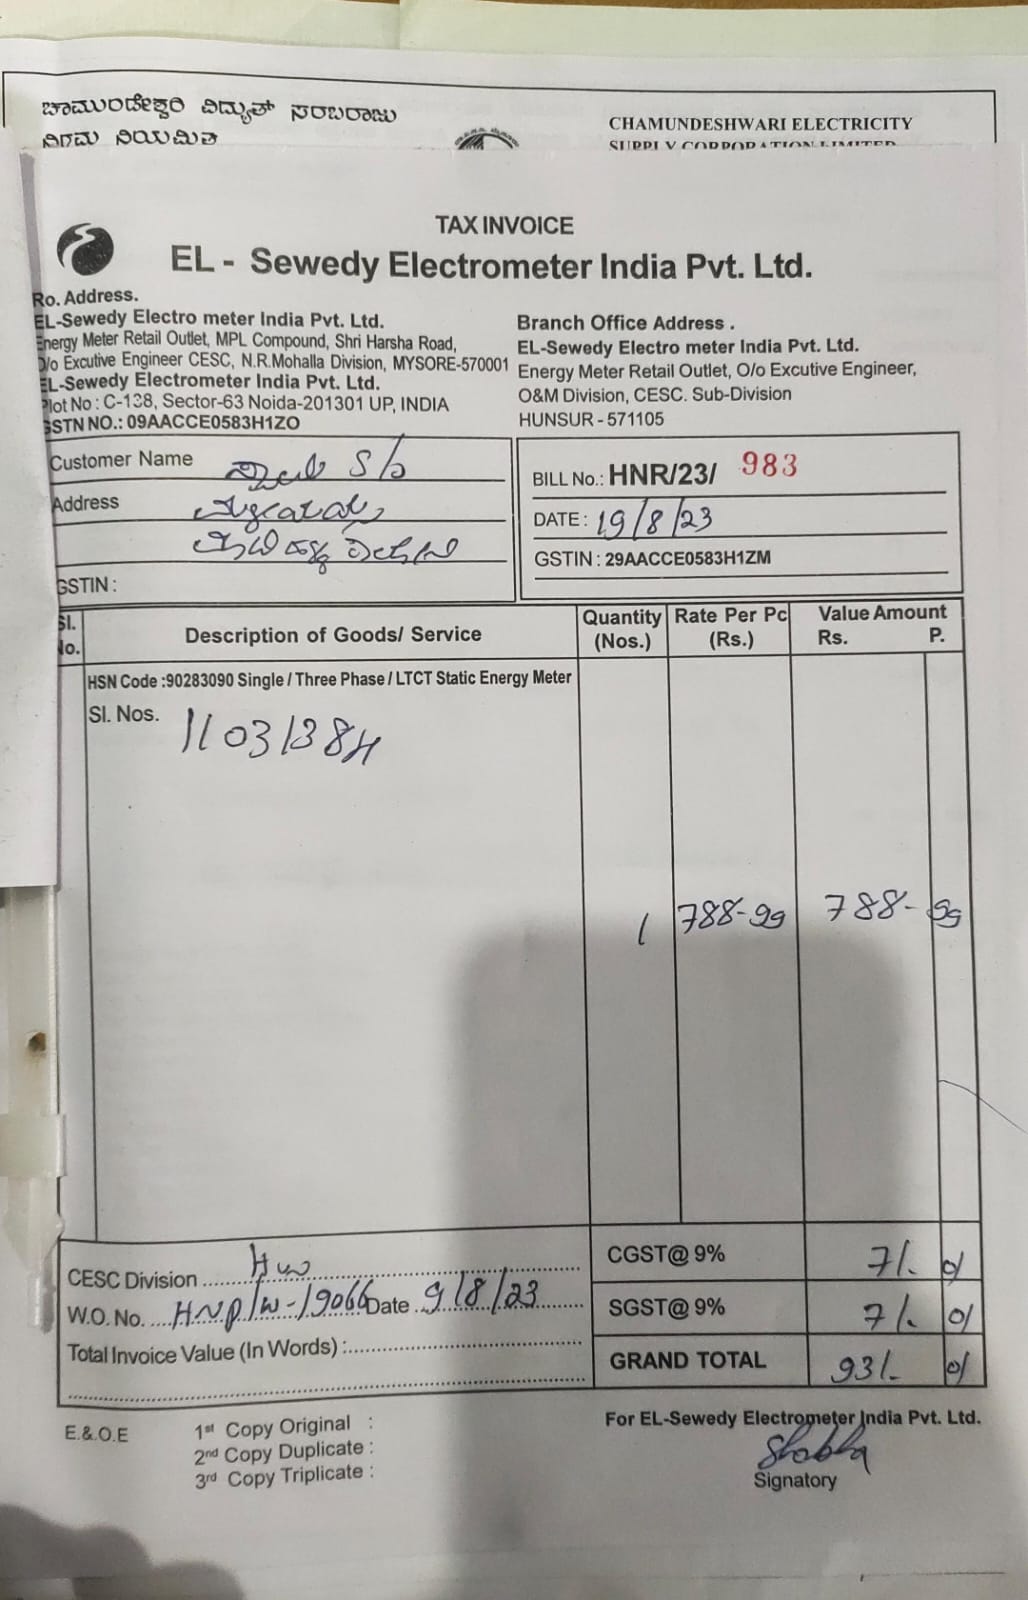 ಚಾಮುಂಡೇಶ್ವರಿ ವಿದ್ಯುತ್ ಸರಬರಾಜು
ನಿಗಮ ನಿಯಮಿತ
CHAMUNDESHWARI ELECTRICITY
SUPPLY CORPORATION LIMITED
TAX INVOICE
EL - Sewedy Electrometer India Pvt. Ltd.
Ro. Address.
EL-Sewedy Electro meter India Pvt. Ltd.
Energy Meter Retail Outlet, MPL Compound, Shri Harsha Road,
O/o Excutive Engineer CESC, N.R.Mohalla Division, MYSORE-570001
EL-Sewedy Electrometer India Pvt. Ltd.
Plot No : C-138, Sector-63 Noida-201301 UP, INDIA
GSTN NO.: 09AACCE0583H1ZO
Branch Office Address .
EL-Sewedy Electro meter India Pvt. Ltd.
Energy Meter Retail Outlet, O/o Excutive Engineer,
O&M Division, CESC. Sub-Division
HUNSUR - 571105
Customer Name S/o
Address
GSTIN :
BILL No.: HNR/23/ 983
DATE : 19/8/23
GSTIN : 29AACCE0583H1ZM
Sl. No. Description of Goods/ Service Quantity (Nos.) Rate Per Pc (Rs.) Value Amount Rs. P.
HSN Code :90283090 Single / Three Phase / LTCT Static Energy Meter
Sl. Nos. 11031384
1 788-99 788-99
CESC Division
W.O. No. HNP/W-19066 Date 9/8/23
Total Invoice Value (In Words) :
CGST@ 9% 71. 01
SGST@ 9% 71. 01
GRAND TOTAL 931. 01
E.&.O.E
1st Copy Original :
2nd Copy Duplicate :
3rd Copy Triplicate :
For EL-Sewedy Electrometer India Pvt. Ltd.
Shobha
Signatory